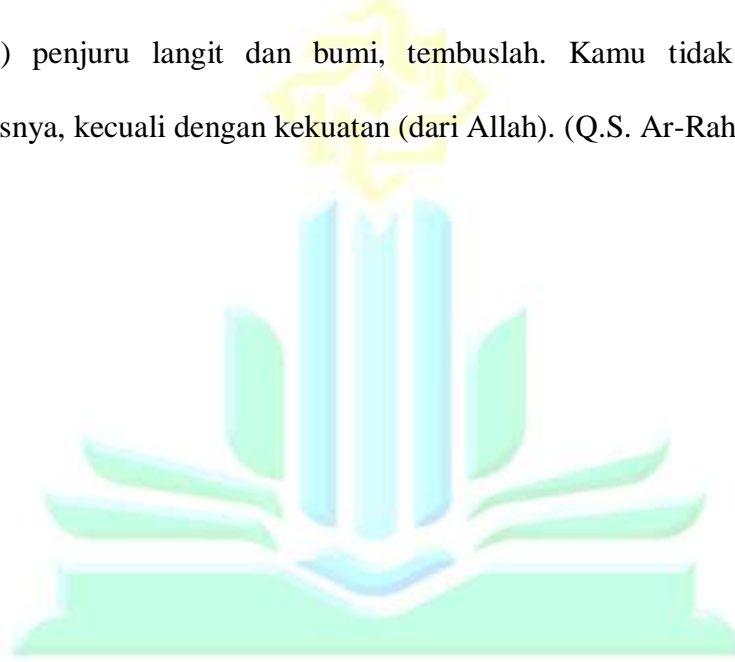 ) penjuru langit dan bumi, tembuslah. Kamu tidak
snya, kecuali dengan kekuatan (dari Allah). (Q.S. Ar-Rah